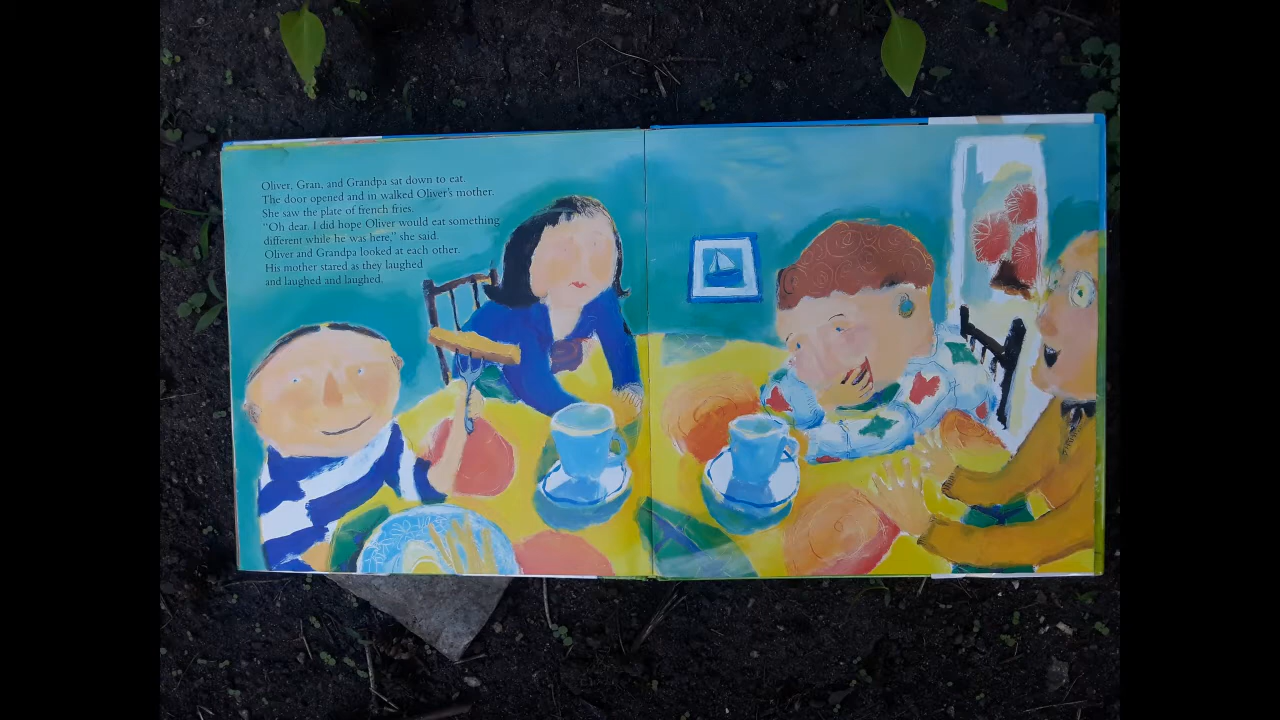 Oliver, Gran, and Grandpa sat down to eat.
The door opened and in walked Oliver's mother.
She saw the plate of french fries.
"Oh dear. I did hope Oliver would eat something
different while he was here," she said.
Oliver and Grandpa looked at each other.
His mother stared as they laughed
and laughed and laughed.